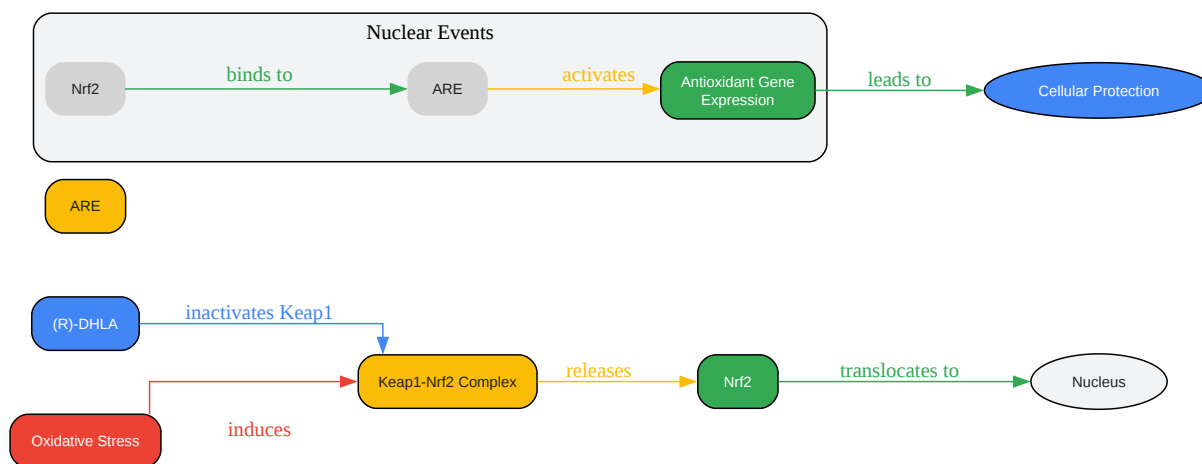 Nuclear Events
Nrf2
binds to
ARE
activates
Antioxidant Gene
Expression
leads to
Cellular Protection
ARE
(R)-DHLA
inactivates Keap1
Keap1-Nrf2 Complex
releases
Nrf2
translocates to
Nucleus
Oxidative Stress
induces